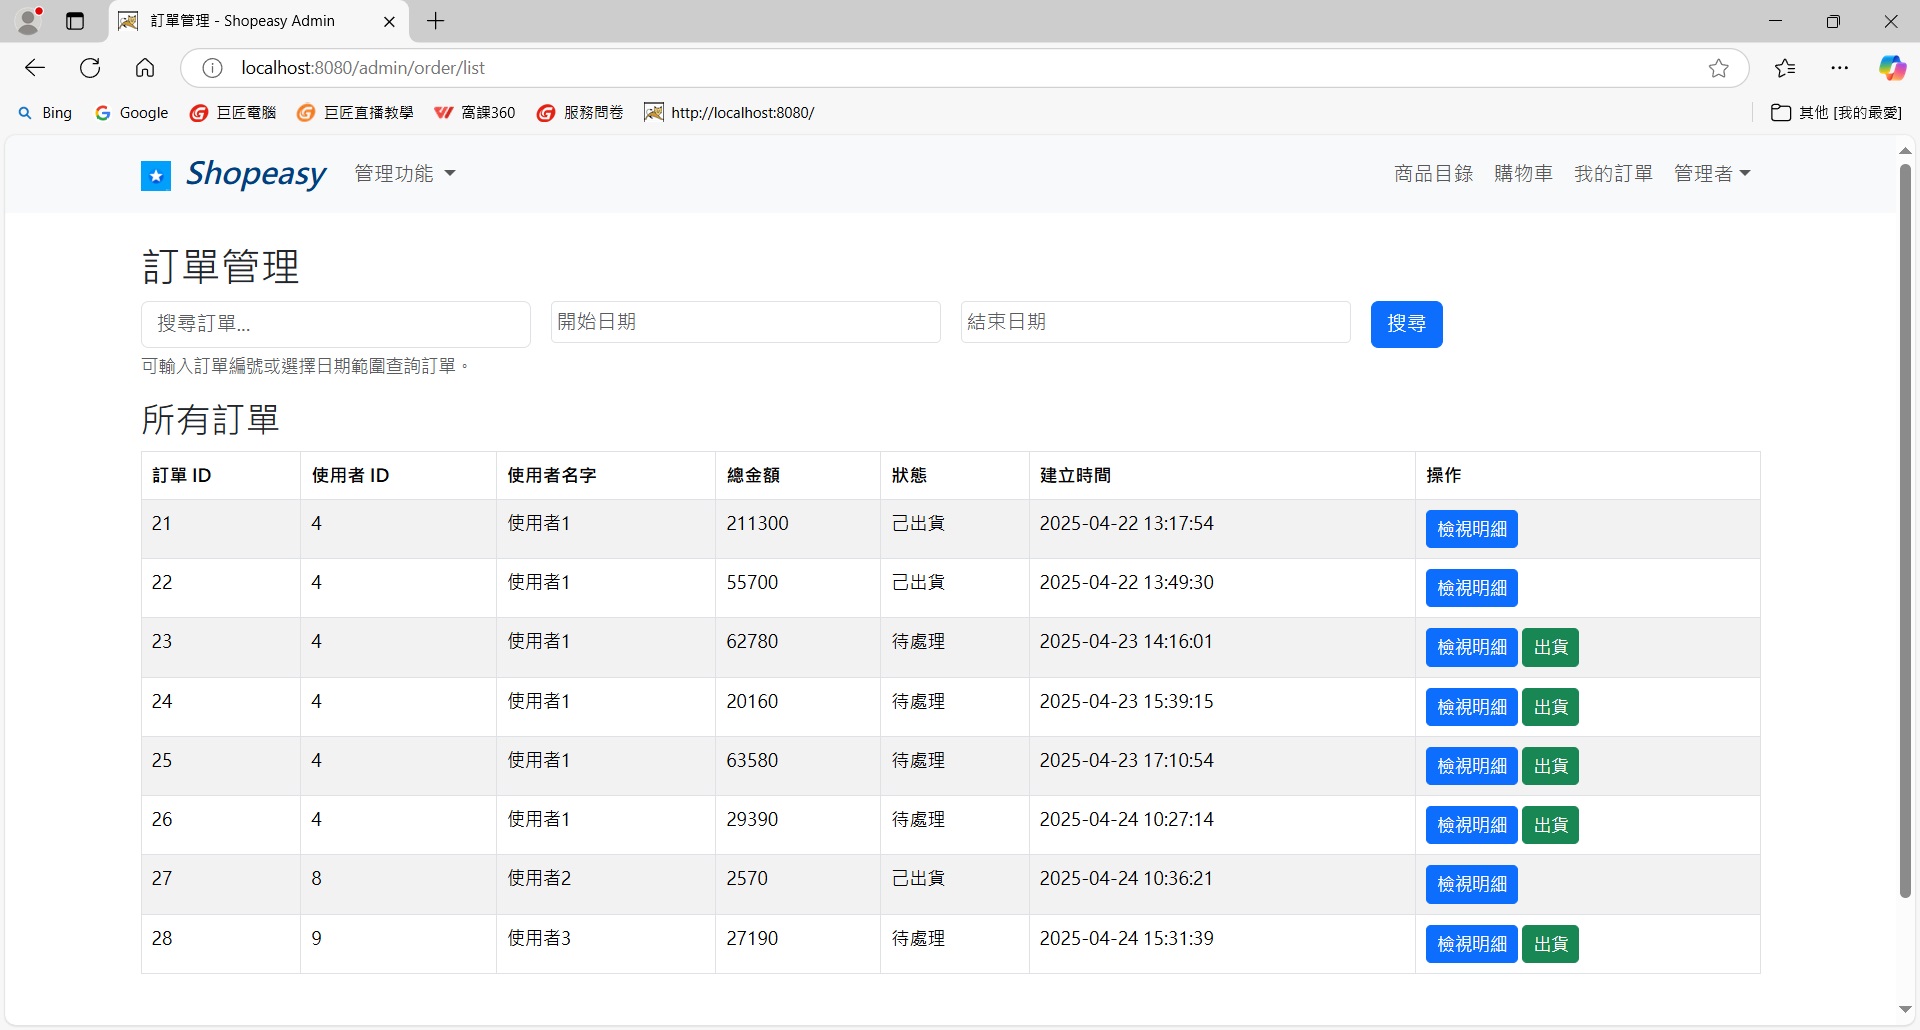 訂單管理 - Shopeasy Admin
localhost:8080/admin/order/list
Bing Google 巨匠電腦 巨匠直播教學 窩課360 服務問卷 http://localhost:8080/ 其他 [我的最愛]
Shopeasy 管理功能 商品目錄 購物車 我的訂單 管理者
訂單管理
搜尋訂單... 開始日期 結束日期 搜尋
可輸入訂單編號或選擇日期範圍查詢訂單。
所有訂單
訂單 ID 使用者 ID 使用者名字 總金額 狀態 建立時間 操作
21 4 使用者1 211300 己出貨 2025-04-22 13:17:54 檢視明細
22 4 使用者1 55700 己出貨 2025-04-22 13:49:30 檢視明細
23 4 使用者1 62780 待處理 2025-04-23 14:16:01 檢視明細 出貨
24 4 使用者1 20160 待處理 2025-04-23 15:39:15 檢視明細 出貨
25 4 使用者1 63580 待處理 2025-04-23 17:10:54 檢視明細 出貨
26 4 使用者1 29390 待處理 2025-04-24 10:27:14 檢視明細 出貨
27 8 使用者2 2570 己出貨 2025-04-24 10:36:21 檢視明細
28 9 使用者3 27190 待處理 2025-04-24 15:31:39 檢視明細 出貨